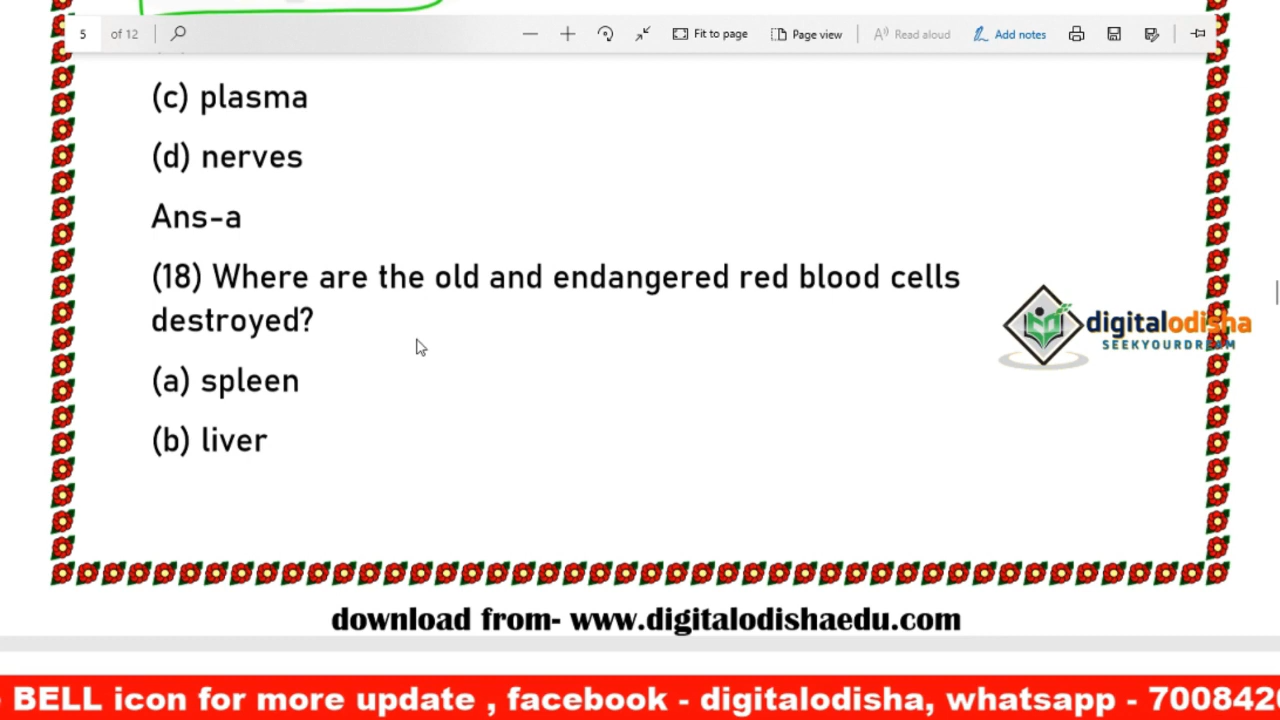 5 of 12 Fit to page Page view Read aloud Add notes
(c) plasma
(d) nerves
Ans-a
(18) Where are the old and endangered red blood cells
destroyed?
digitalodisha
SEEKYOURDREAM
(a) spleen
(b) liver
download from- www.digitalodishaedu.com
BELL icon for more update , facebook - digitalodisha, whatsapp - 700842